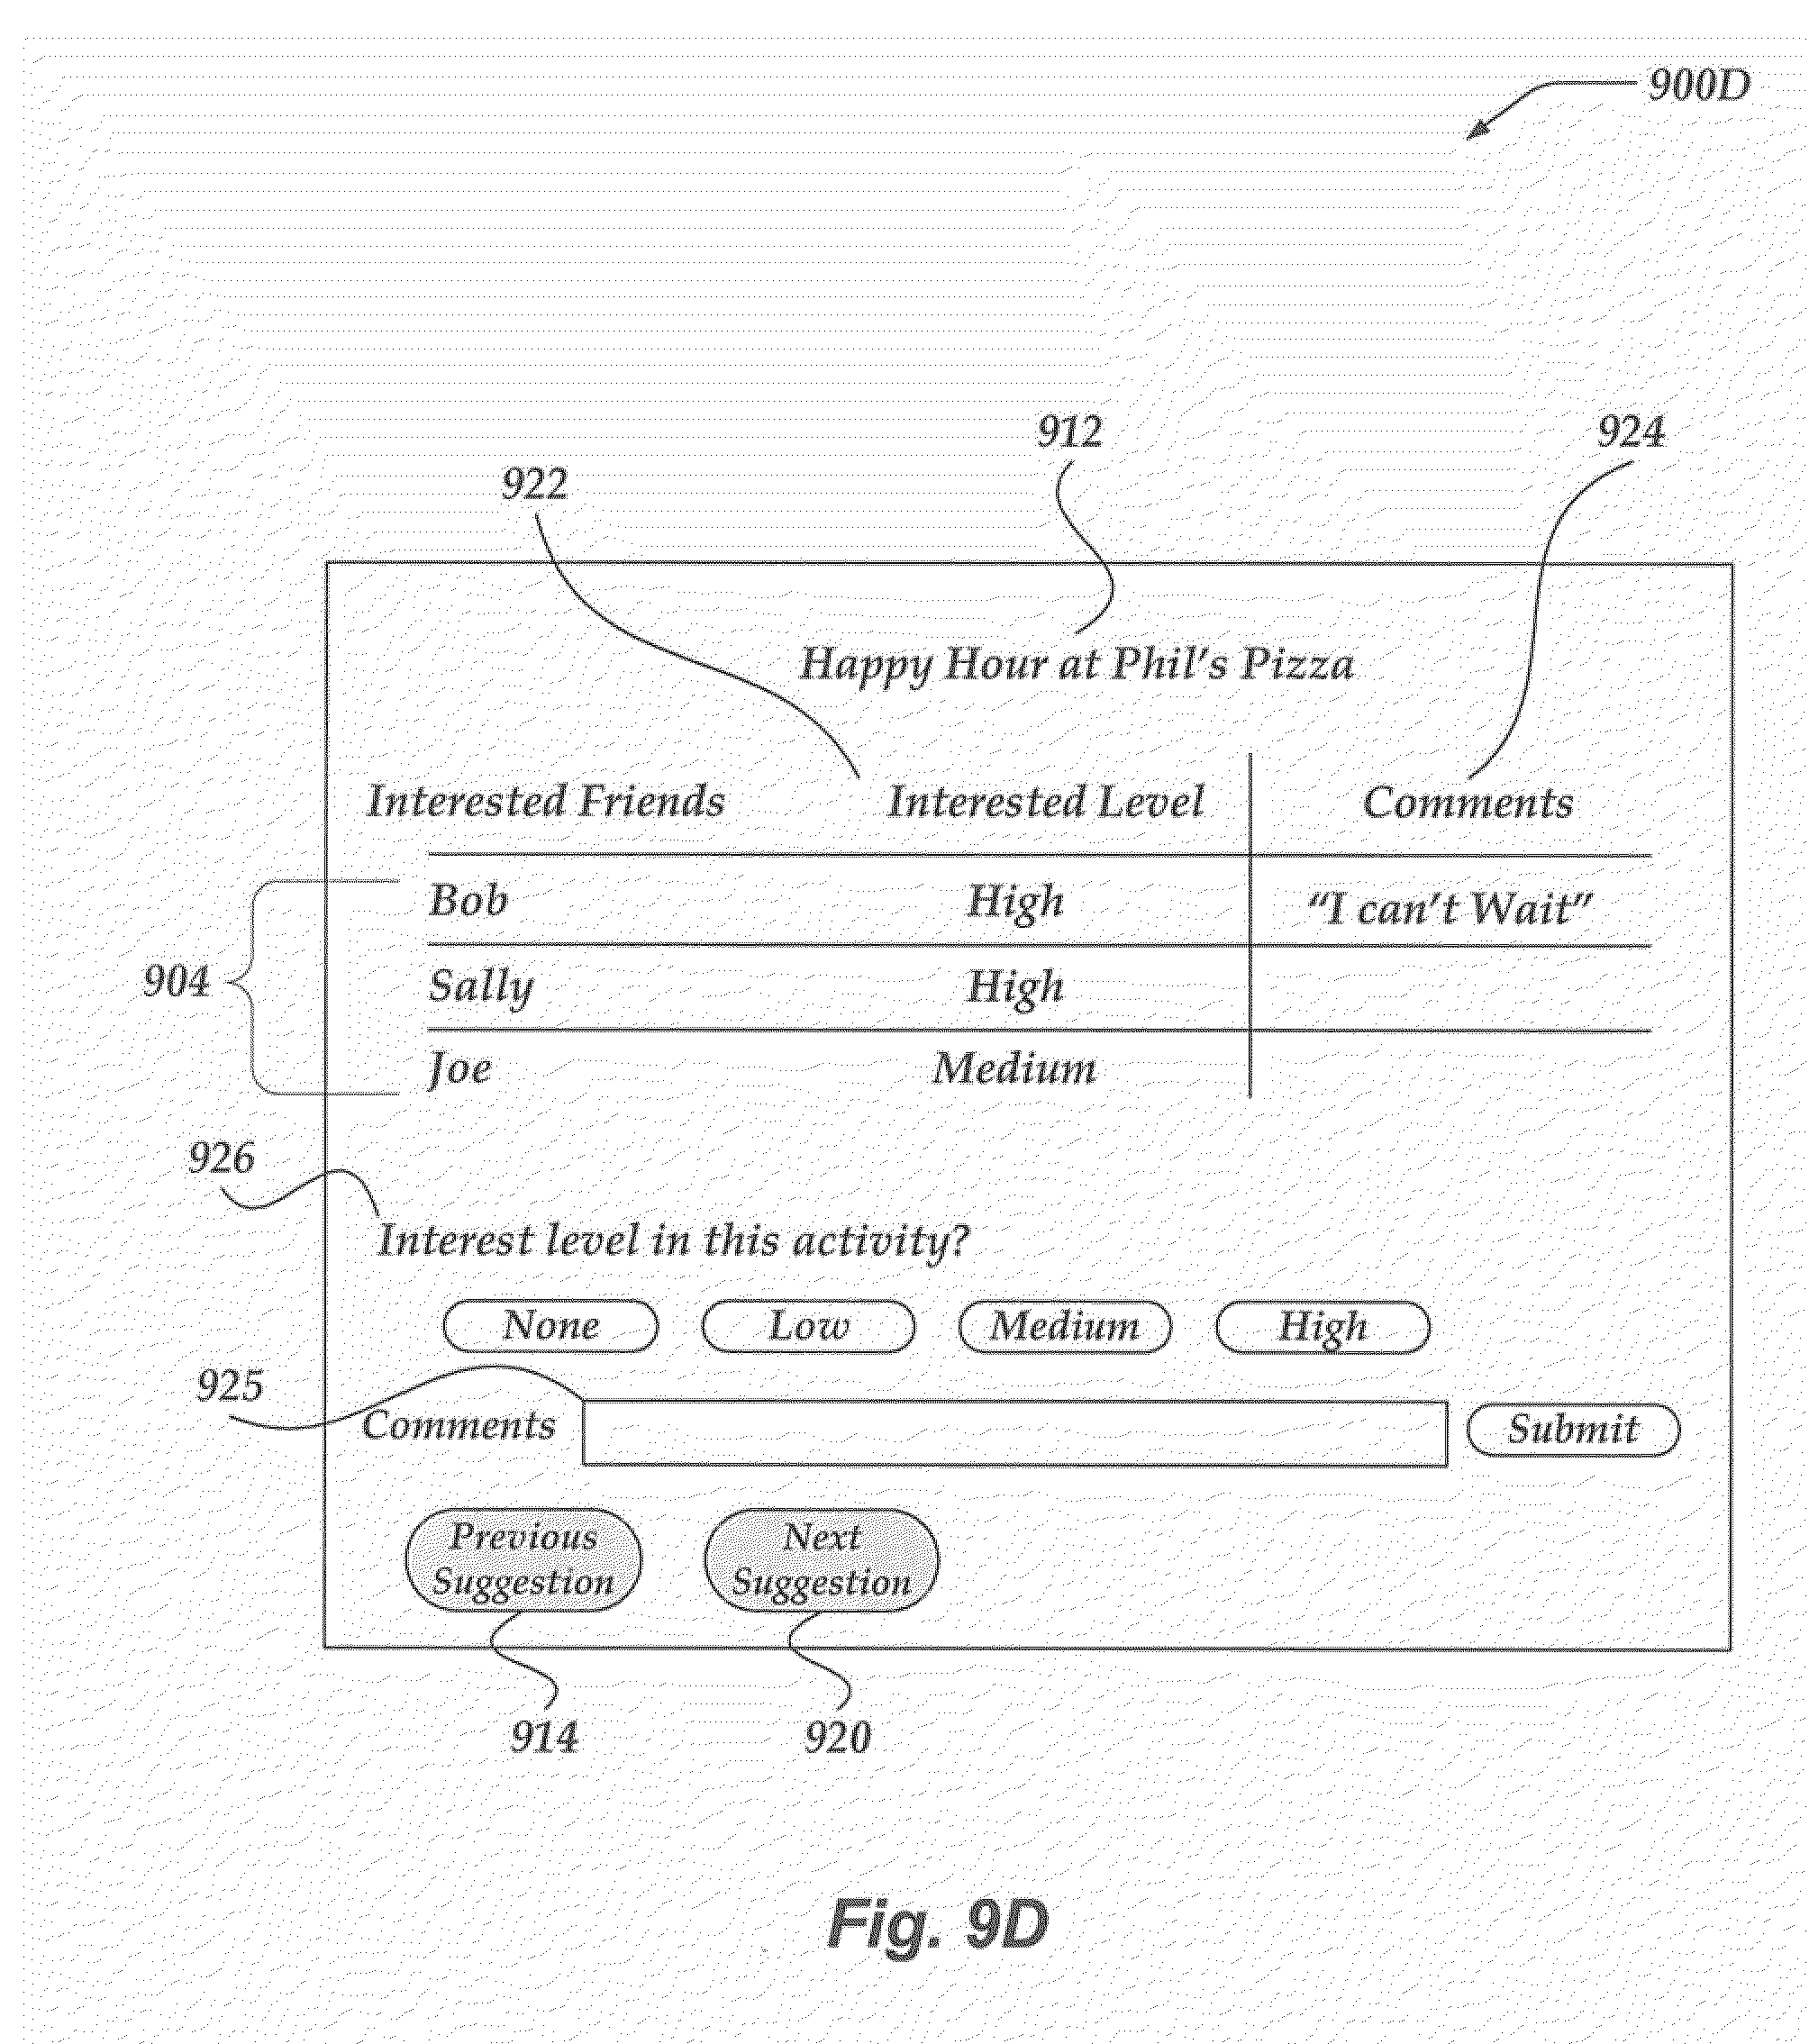 900D
912
924
922
Happy Hour at Phil's Pizza
Interested Friends Interested Level Comments
Bob High "I can't Wait"
904
Sally High
Joe Medium
926
Interest level in this activity?
None Low Medium High
925
Comments Submit
Previous Suggestion
Next Suggestion
914 920
Fig. 9D